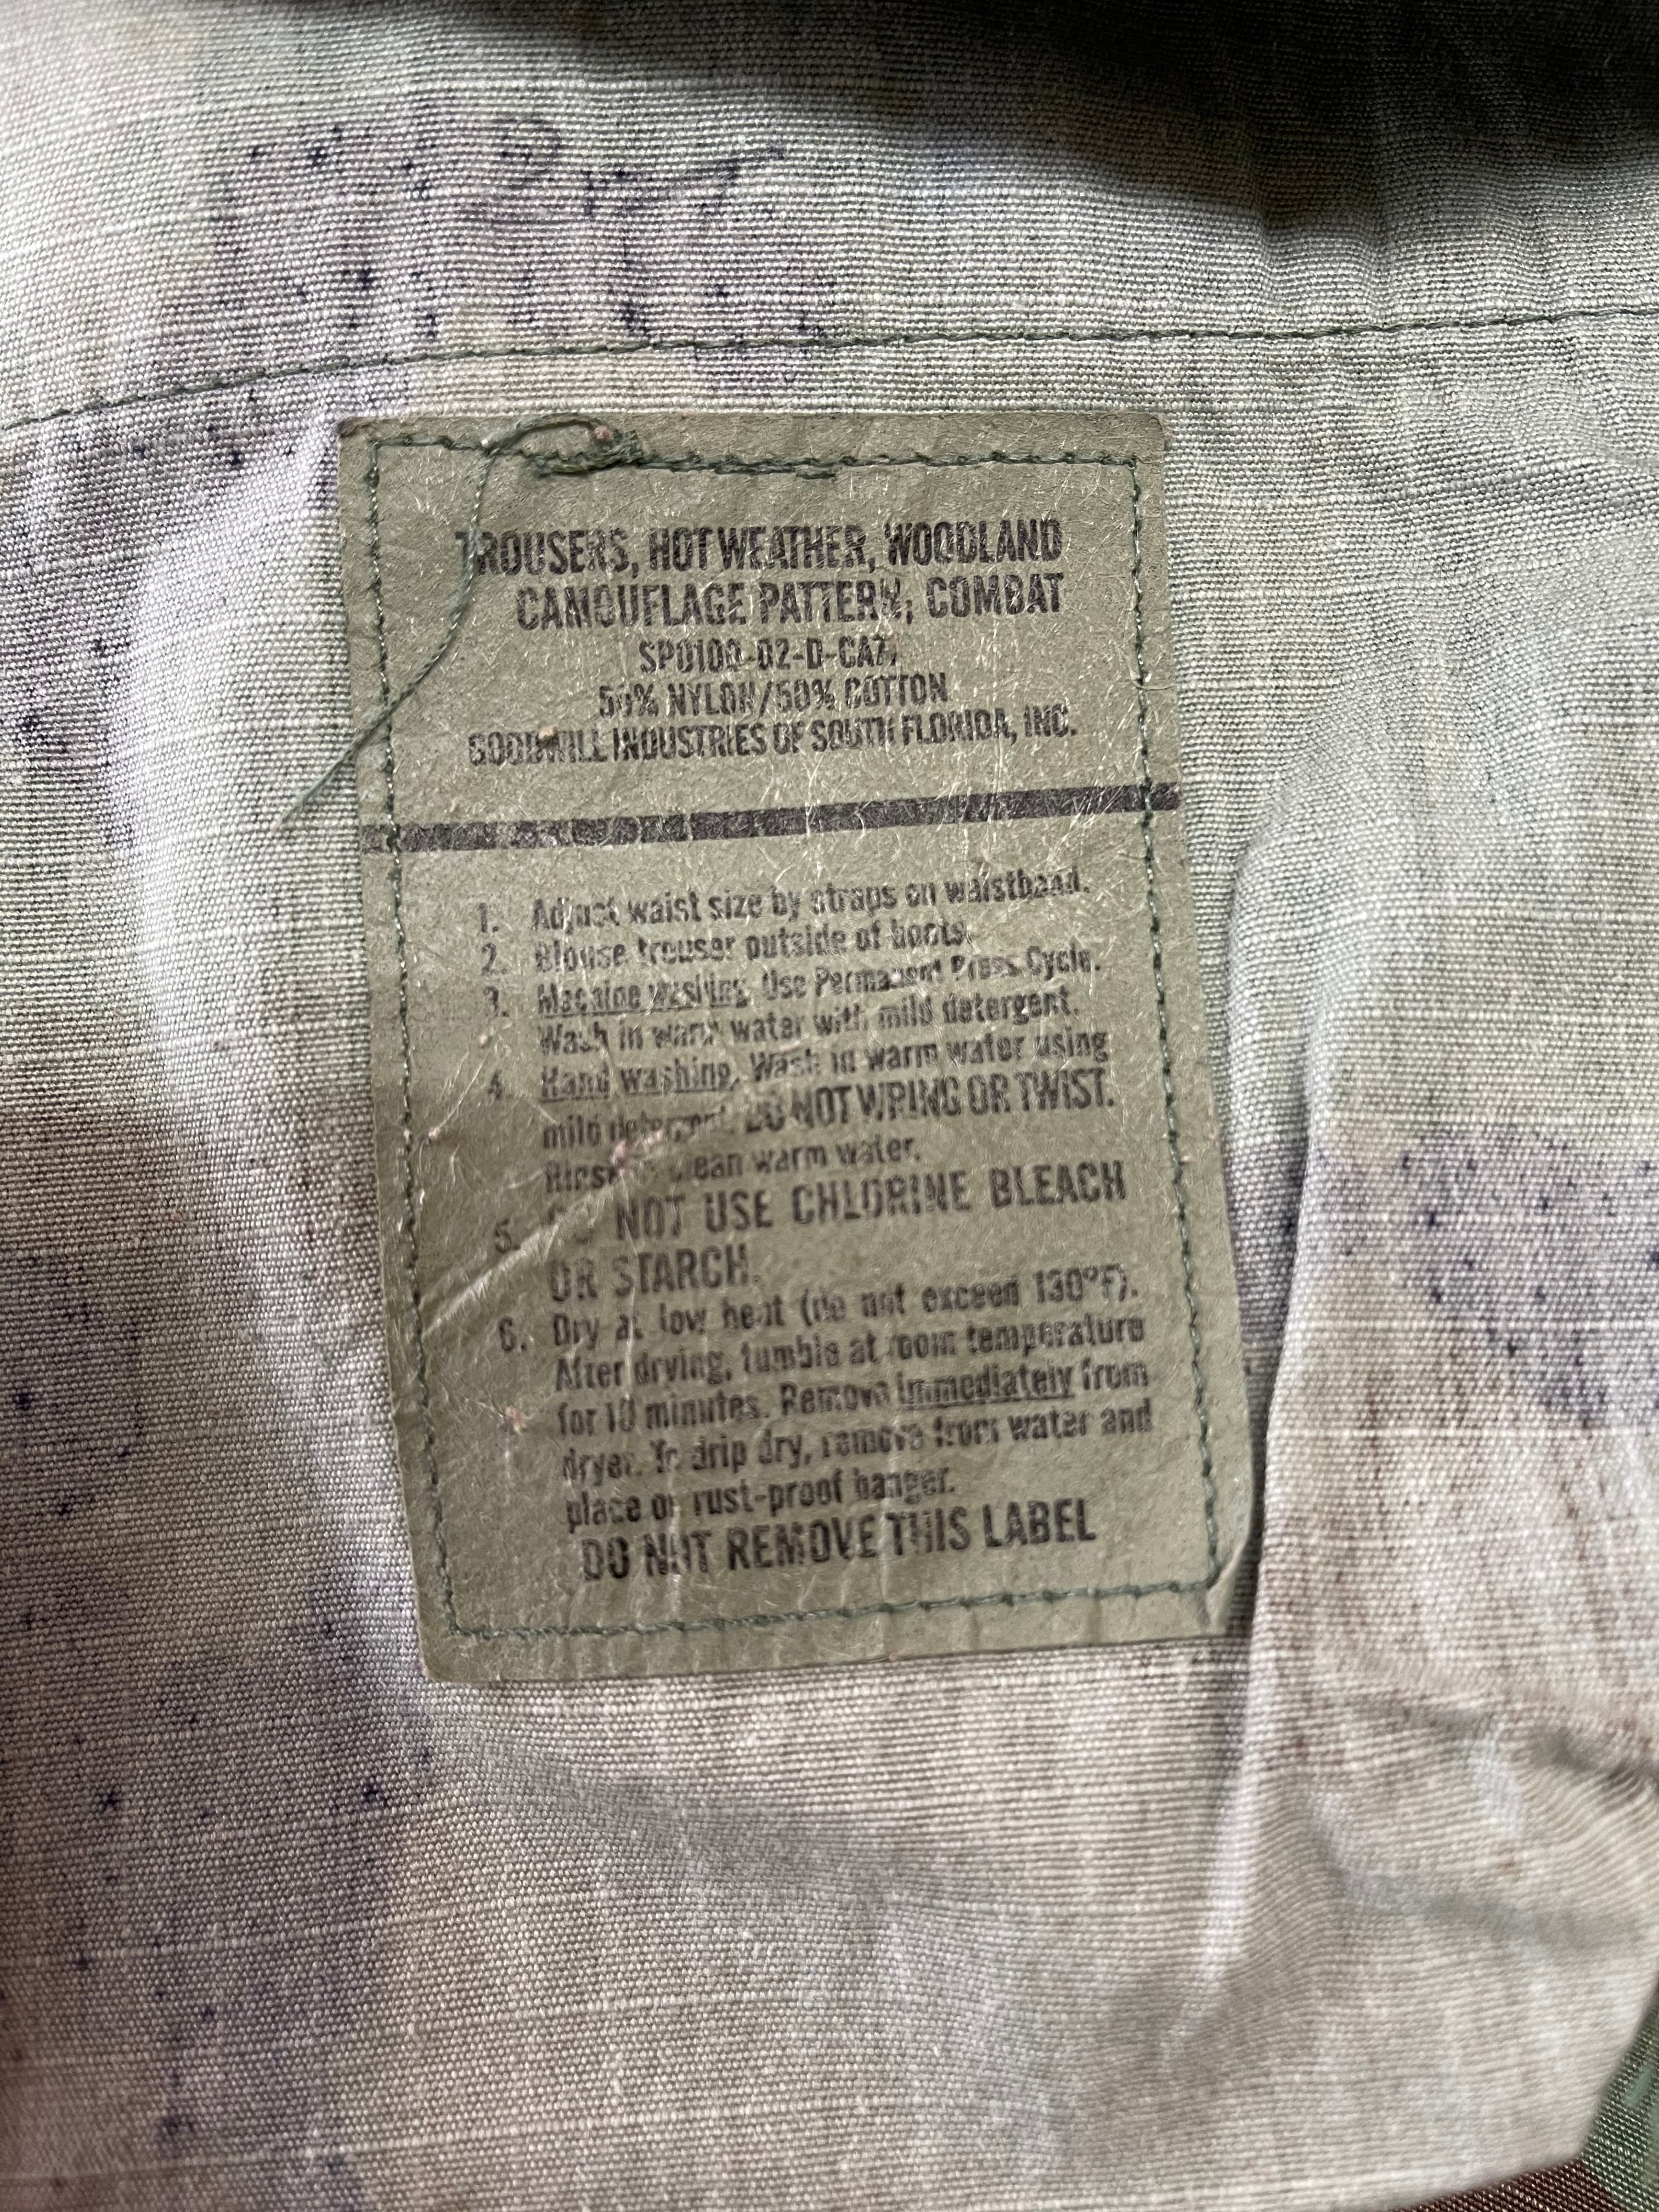 TROUSERS, HOT WEATHER, WOODLAND
CAMOUFLAGE PATTERN, COMBAT
SP0100-02-D-CA7
50% NYLON/50% COTTON
GOODWILL INDUSTRIES OF SOUTH FLORIDA, INC.
1. Adjust waist size by straps on waistband.
2. Blouse trouser outside of boots.
3. Machine washing. Use Permanent Press Cycle.
Wash in warm water with mild detergent.
4. Hand washing. Wash in warm water using
mild detergent. DO NOT WRING OR TWIST.
Rinse in clean warm water.
5. DO NOT USE CHLORINE BLEACH
OR STARCH.
6. Dry at low heat (do not exceed 130°F).
After drying, tumble at room temperature
for 10 minutes. Remove immediately from
dryer. To drip dry, remove from water and
place on rust-proof hanger.
DO NOT REMOVE THIS LABEL